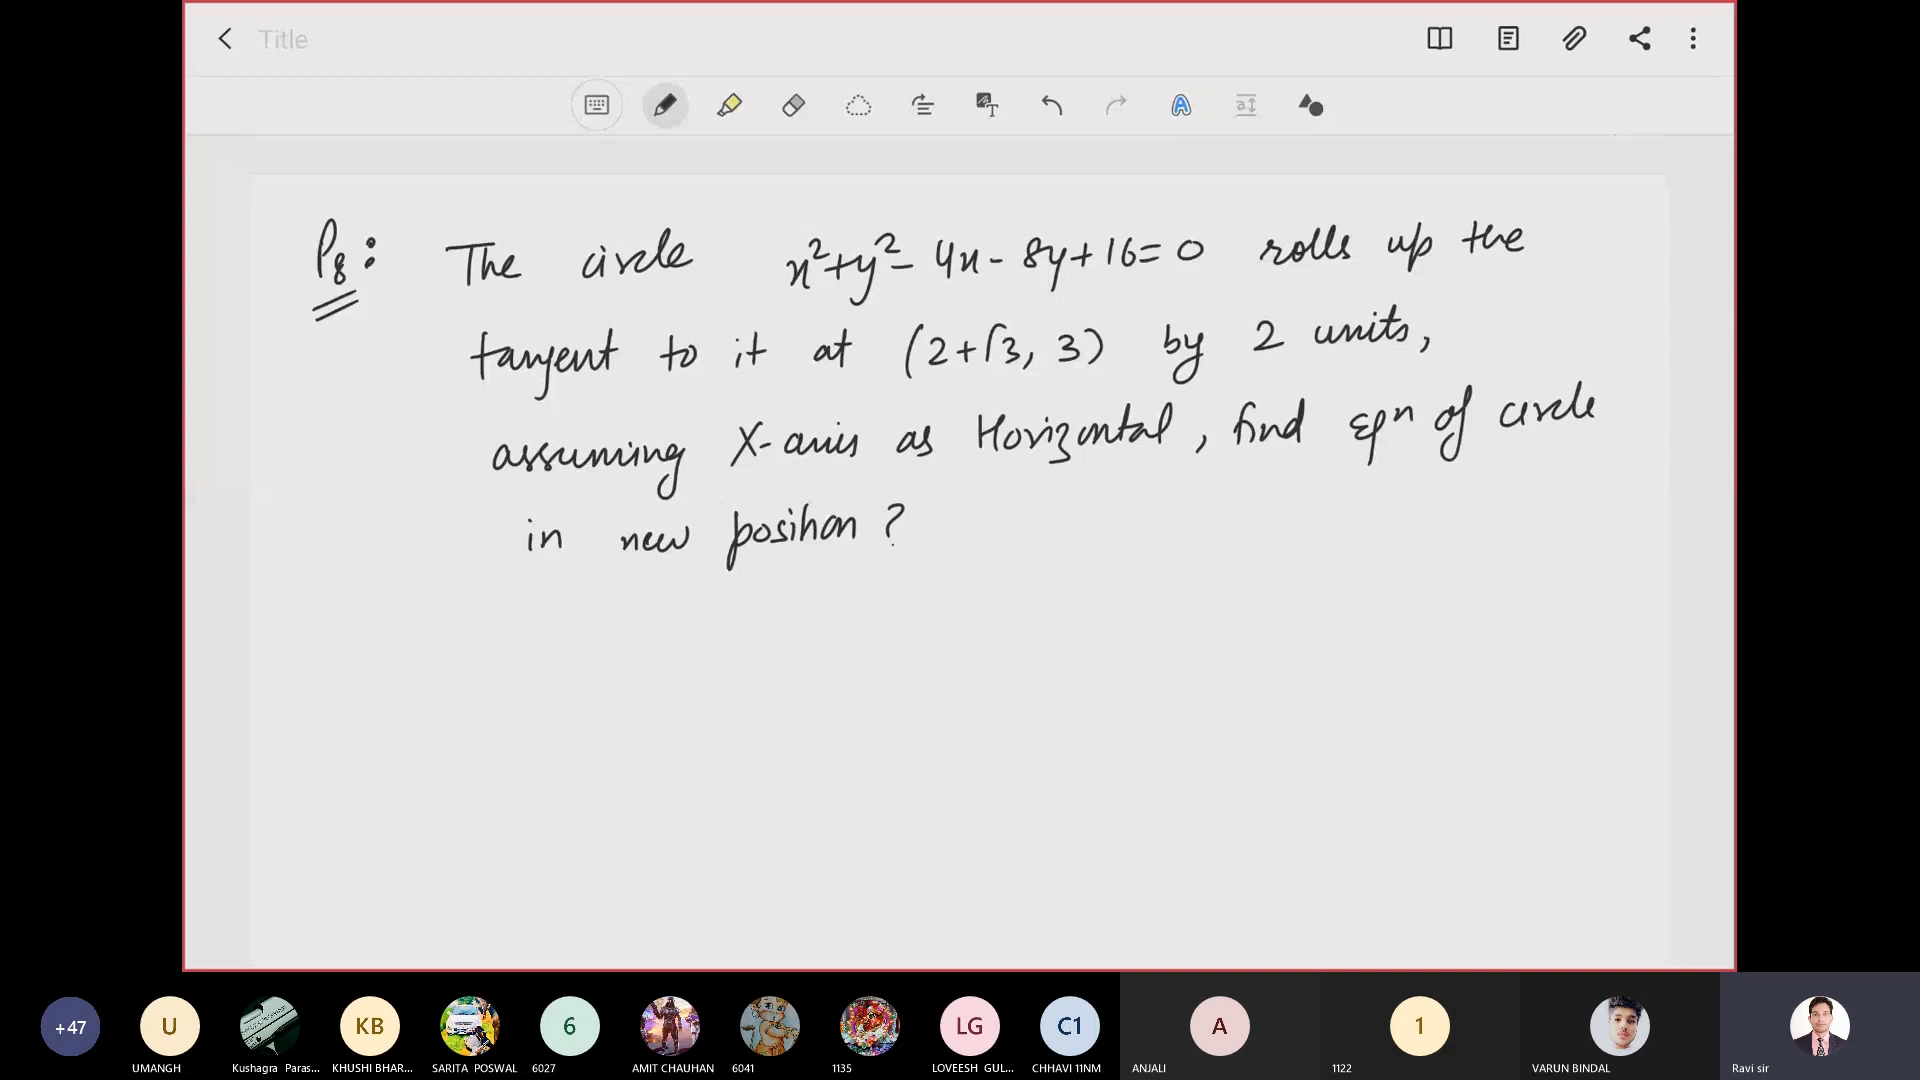 Title
P8: The circle x²+y²-4x-8y+16=0 rolls up the
tangent to it at (2+√3, 3) by 2 units,
assuming X-axis as Horizontal, find eqⁿ of circle
in new position?
+47
U
KB
6
LG
C1
A
1
UMANGH
Kushagra Paras...
KHUSHI BHAR...
SARITA POSWAL
6027
AMIT CHAUHAN
6041
1135
LOVEESH GUL...
CHHAVI 11NM
ANJALI
1122
VARUN BINDAL
Ravi sir